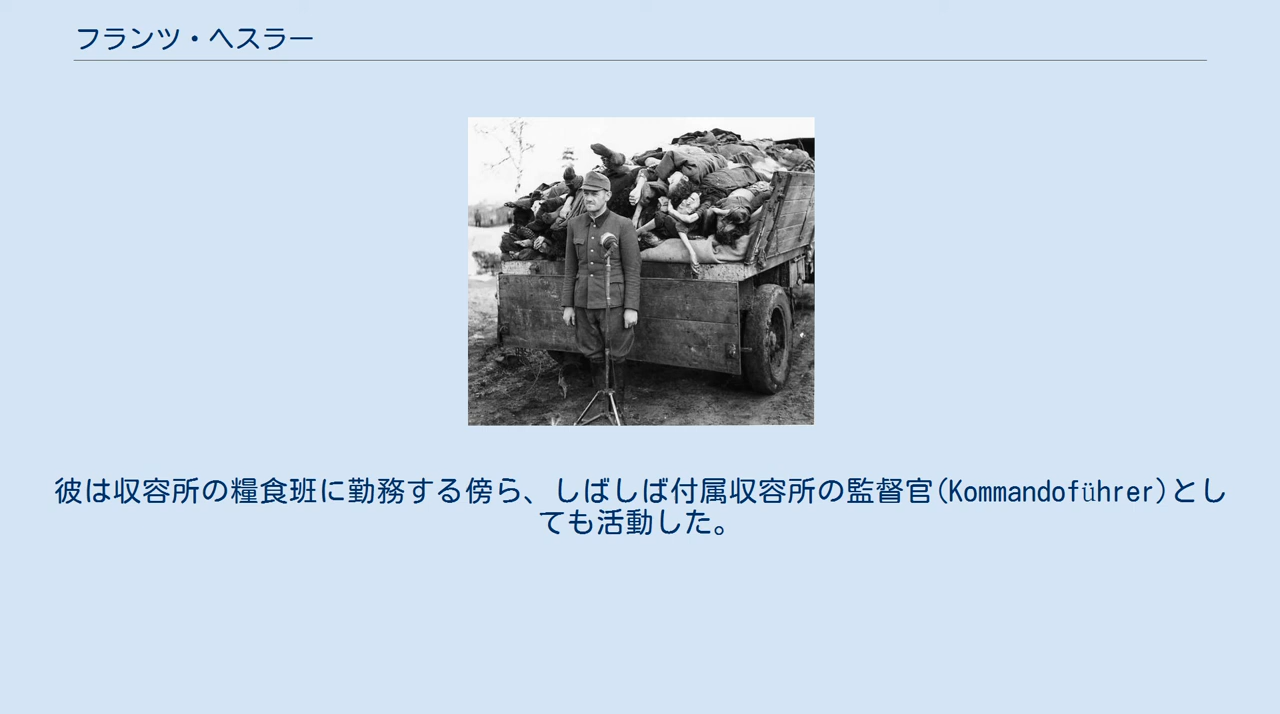 フランツ・ヘスラー
彼は収容所の糧食班に勤務する傍ら、しばしば付属収容所の監督官(Kommandoführer)とし
ても活動した。